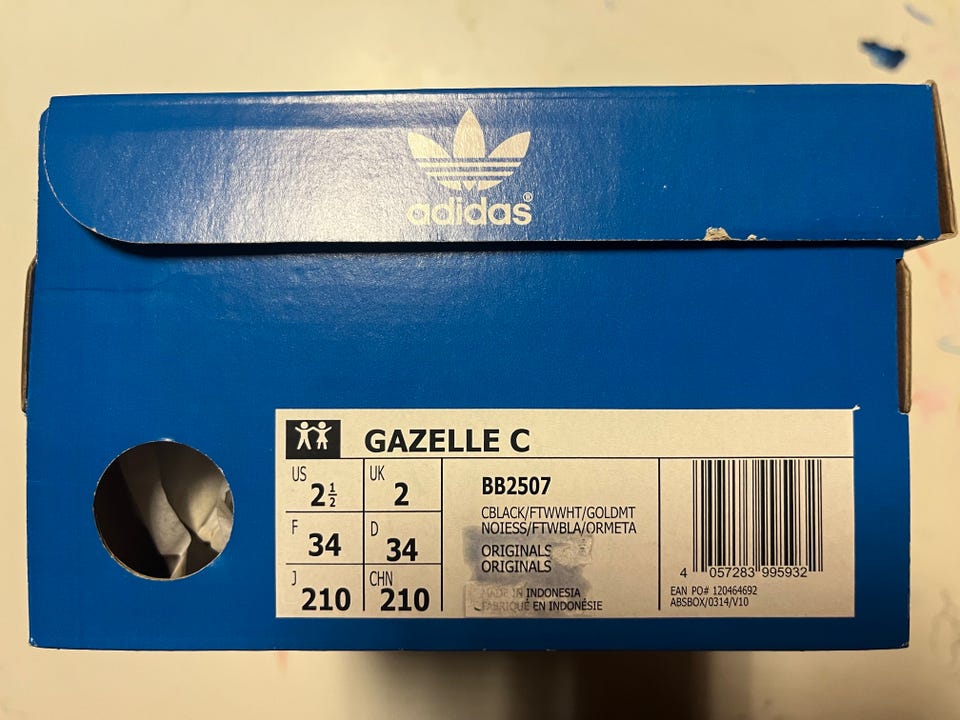 adidas®
GAZELLE C
US 2½
UK 2
F 34
D 34
J 210
CHN 210
BB2507
CBLACK/FTWWHT/GOLDMT
NOIESS/FTWBLA/ORMETA
ORIGINALS
ORIGINALS
MADE IN INDONESIA
FABRIQUÉ EN INDONÉSIE
4 057283 995932
EAN PO# 120464692
ABSBOX/0314/V10